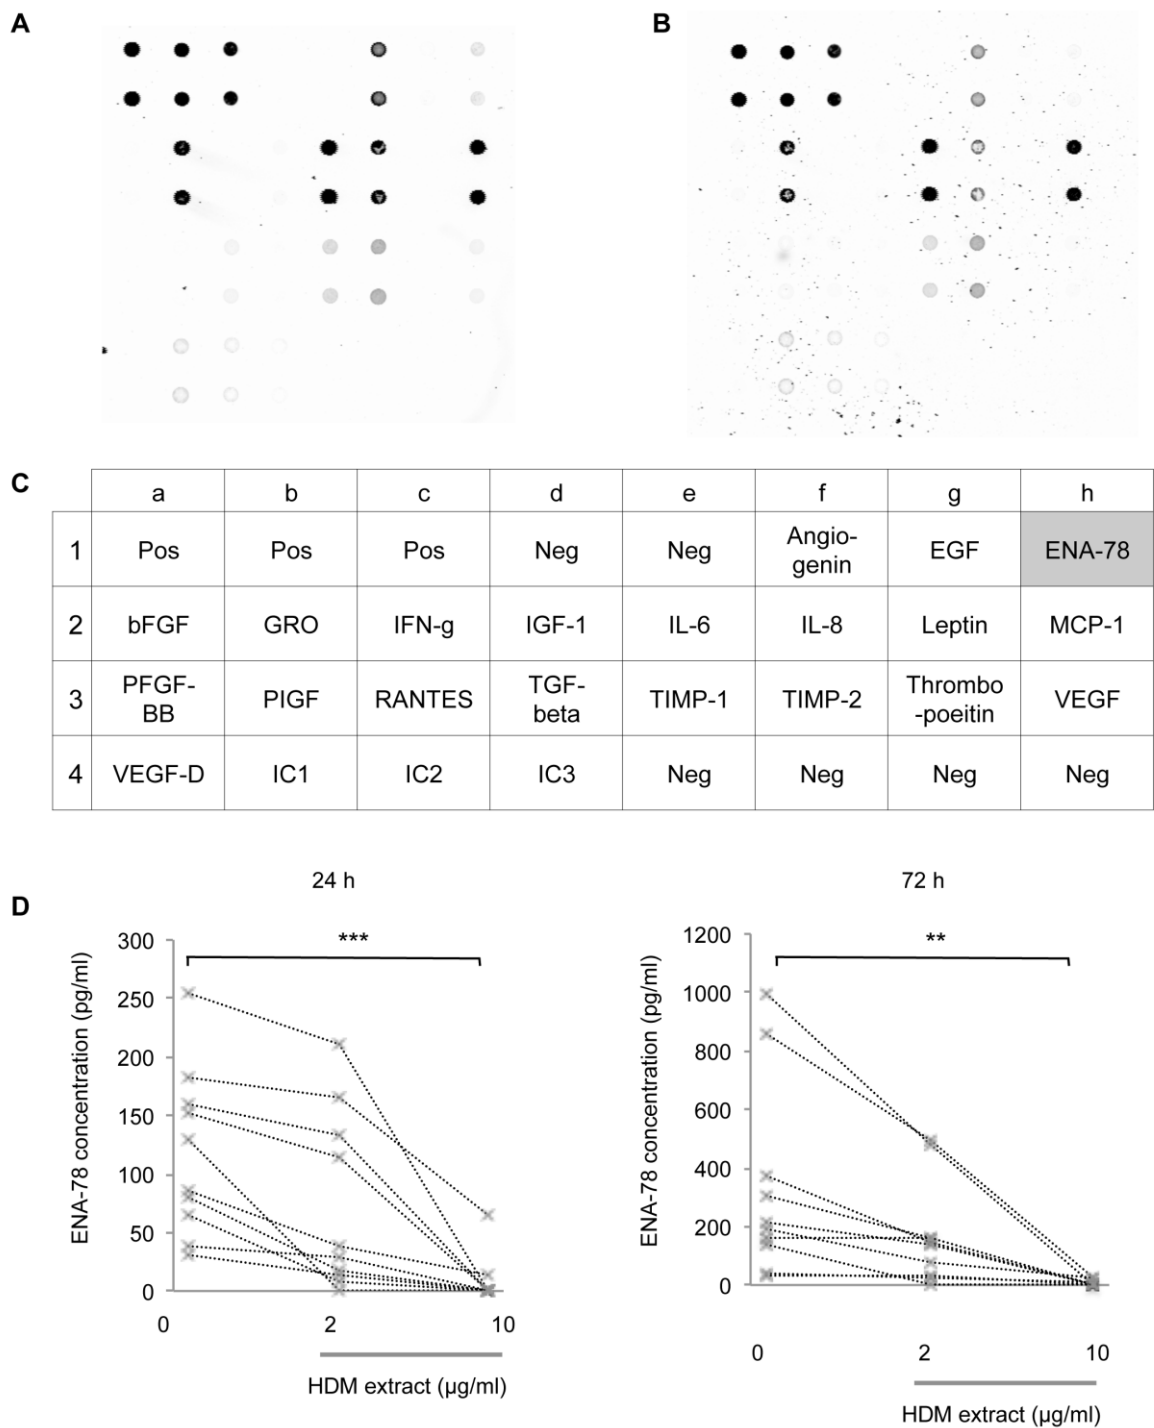 A
B
C
a b c d e f g h
1 Pos Pos Pos Neg Neg Angio-
genin EGF ENA-78
2 bFGF GRO IFN-g IGF-1 IL-6 IL-8 Leptin MCP-1
3 PFGF-
BB PIGF RANTES TGF-
beta TIMP-1 TIMP-2 Thrombo
-poeitin VEGF
4 VEGF-D IC1 IC2 IC3 Neg Neg Neg Neg
D
24 h
ENA-78 concentration (pg/ml)
300
250
200
150
100
50
0
***
0 2 10
HDM extract (µg/ml)
72 h
ENA-78 concentration (pg/ml)
1200
1000
800
600
400
200
0
**
0 2 10
HDM extract (µg/ml)